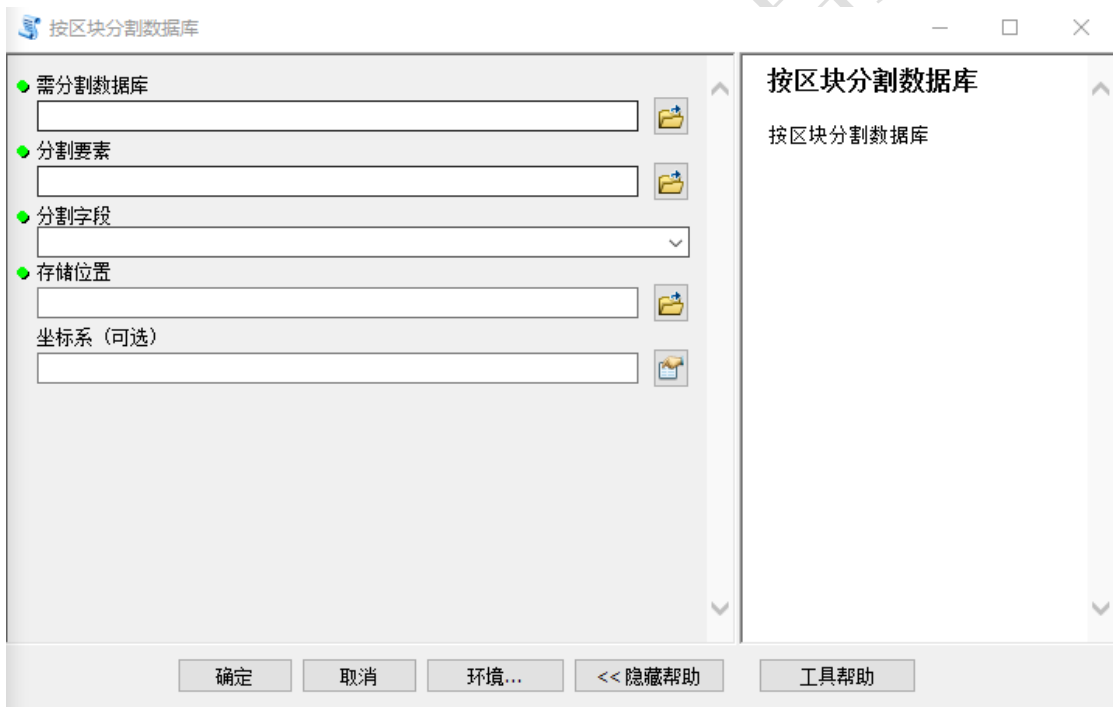 按区块分割数据库
需分割数据库
分割要素
分割字段
存储位置
坐标系（可选）
按区块分割数据库
按区块分割数据库
确定
取消
环境...
<< 隐藏帮助
工具帮助